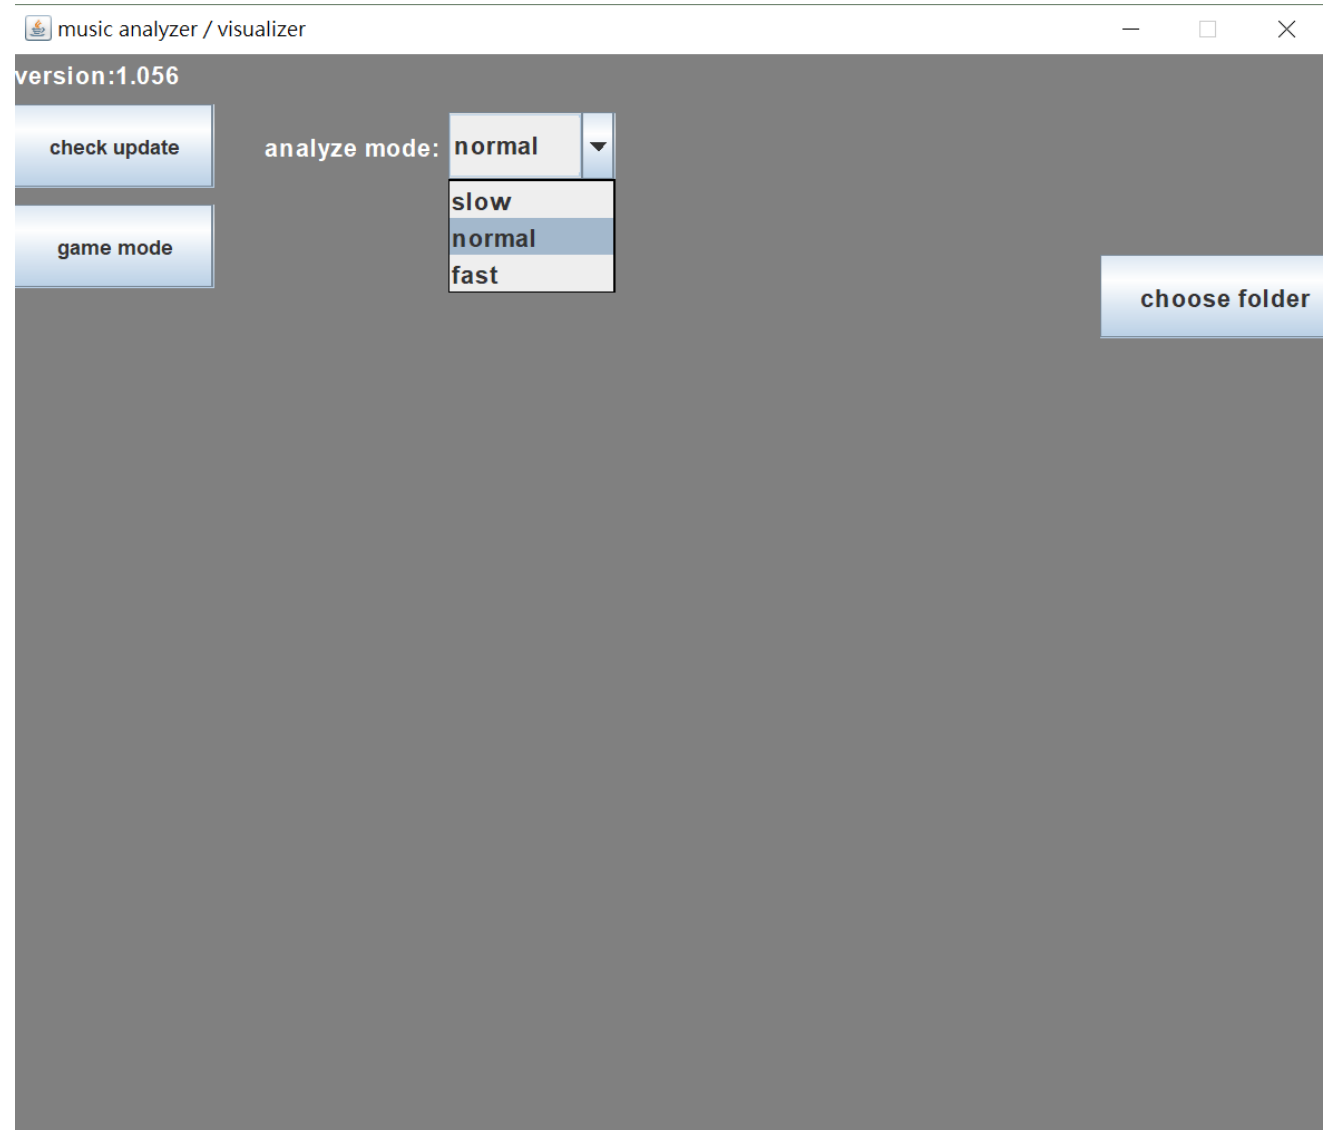 music analyzer / visualizer
version:1.056
check update
analyze mode:
normal
slow
normal
fast
game mode
choose folder